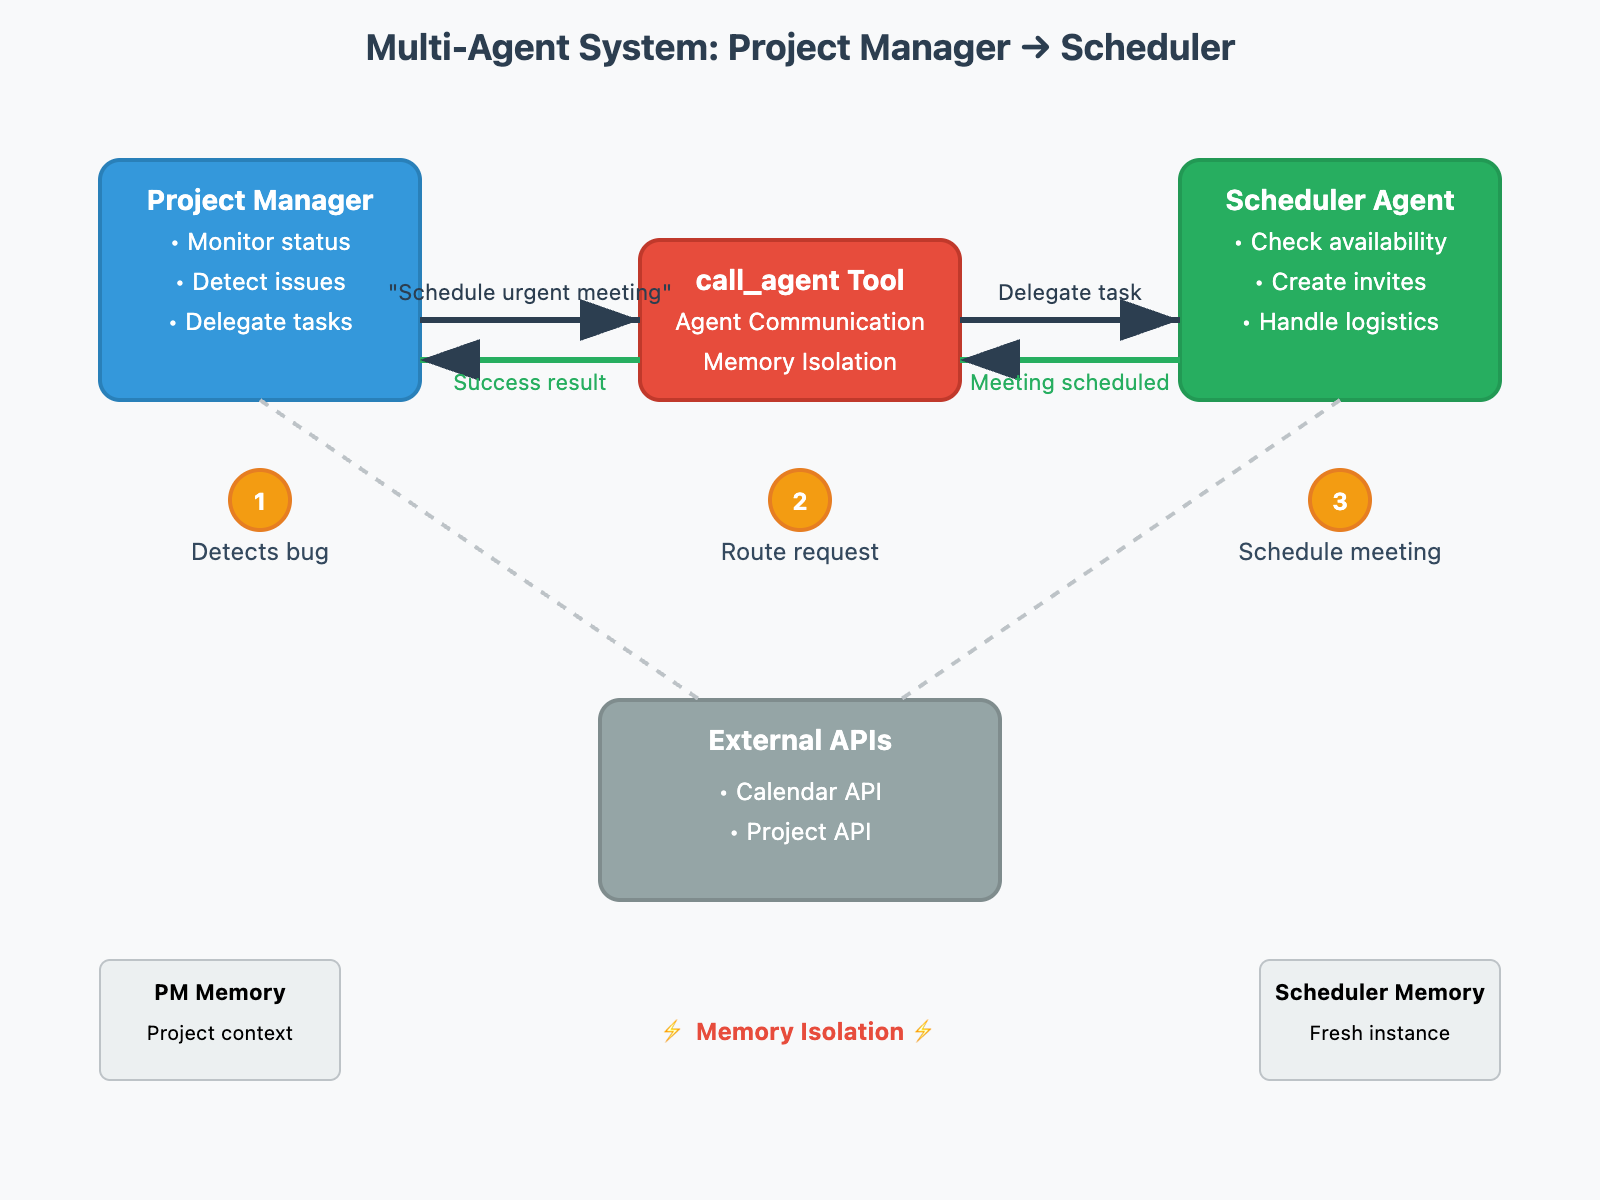 Multi-Agent System: Project Manager → Scheduler
Project Manager
• Monitor status
• Detect issues
• Delegate tasks
"Schedule urgent meeting"
Success result
call_agent Tool
Agent Communication
Memory Isolation
Delegate task
Meeting scheduled
Scheduler Agent
• Check availability
• Create invites
• Handle logistics
1
Detects bug
2
Route request
3
Schedule meeting
External APIs
• Calendar API
• Project API
PM Memory
Project context
⚡ Memory Isolation ⚡
Scheduler Memory
Fresh instance